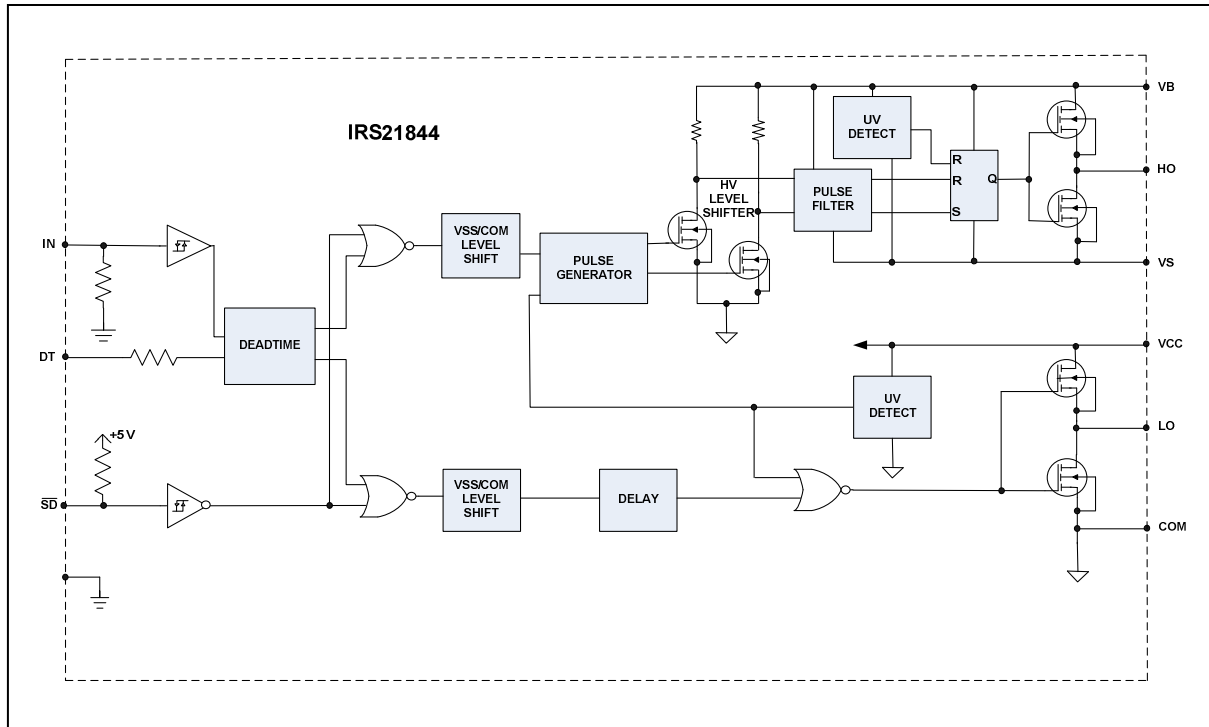 IRS21844
VB
UV
DETECT
R
R
Q
S
HO
PULSE
FILTER
HV
LEVEL
SHIFTER
IN
VSS/COM
LEVEL
SHIFT
PULSE
GENERATOR
VS
DEADTIME
DT
VCC
UV
DETECT
LO
+5V
SD
VSS/COM
LEVEL
SHIFT
DELAY
COM